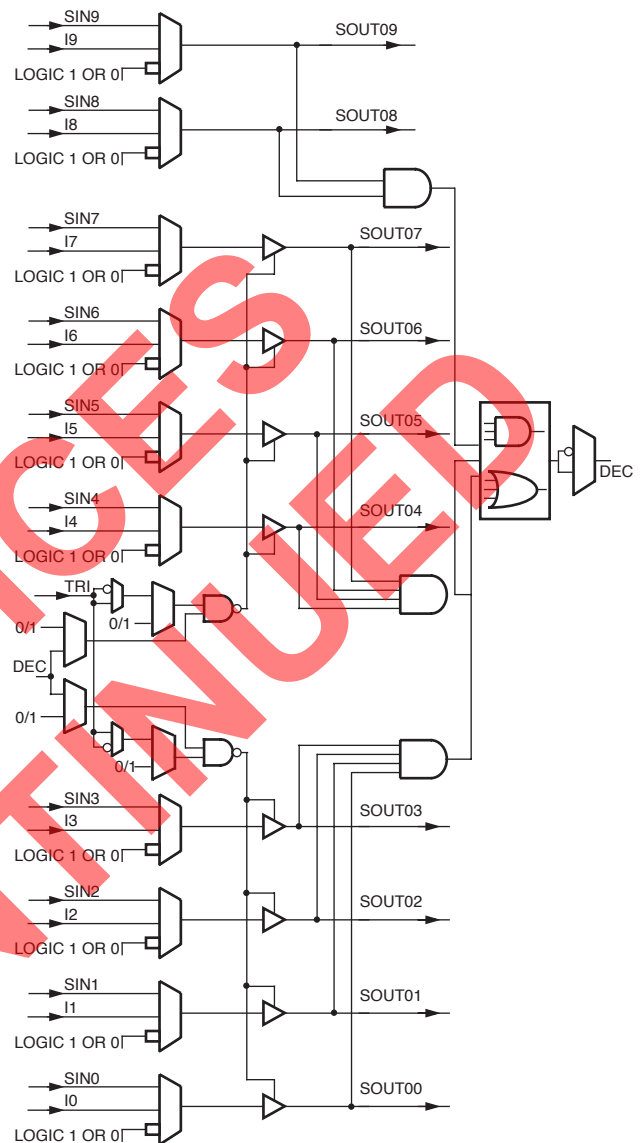 SIN9
SOUT09
I9
LOGIC 1 OR 0
SIN8
SOUT08
I8
LOGIC 1 OR 0
SIN7
SOUT07
I7
LOGIC 1 OR 0
SIN6
SOUT06
I6
LOGIC 1 OR 0
SIN5
SOUT05
I5
LOGIC 1 OR 0
DEC
SIN4
SOUT04
I4
LOGIC 1 OR 0
TRI
0/1
0/1
DEC
0/1
0/1
SIN3
SOUT03
I3
LOGIC 1 OR 0
SIN2
SOUT02
I2
LOGIC 1 OR 0
SIN1
SOUT01
I1
LOGIC 1 OR 0
SIN0
SOUT00
I0
LOGIC 1 OR 0
ICES
NTINUED